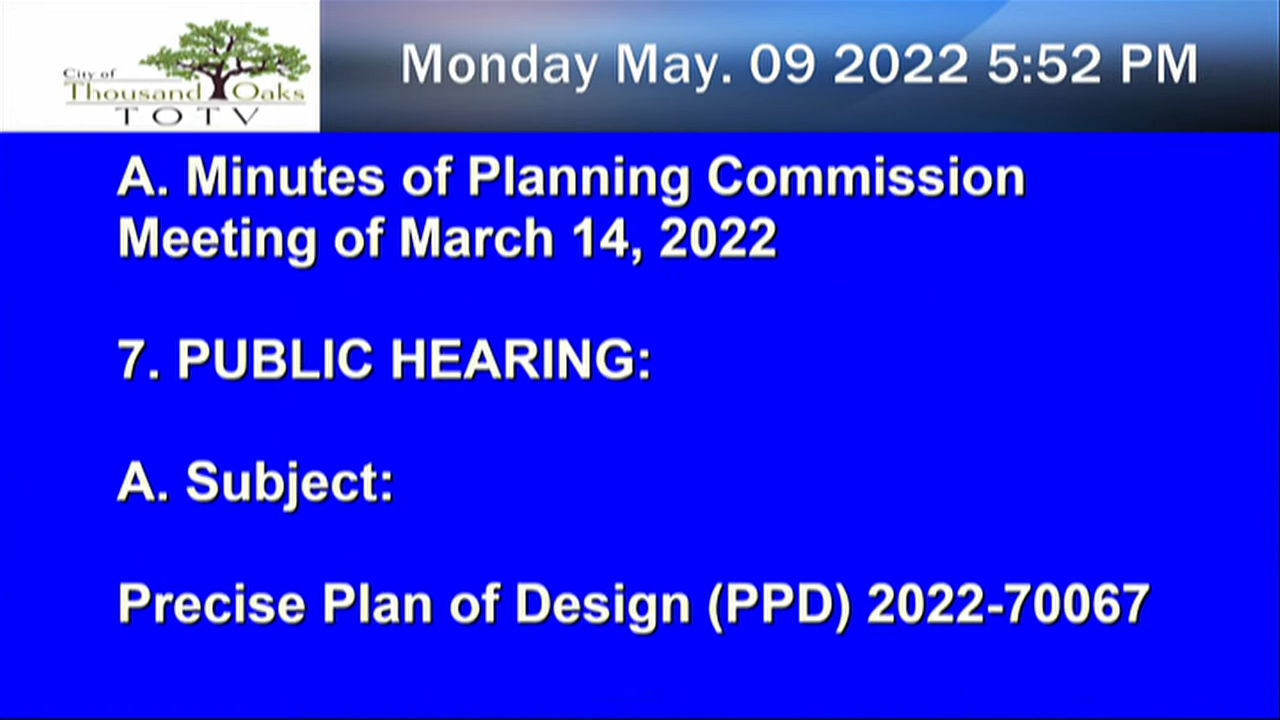 City of
Thousand Oaks
TOTV
Monday May. 09 2022 5:52 PM
A. Minutes of Planning Commission
Meeting of March 14, 2022
7. PUBLIC HEARING:
A. Subject:
Precise Plan of Design (PPD) 2022-70067